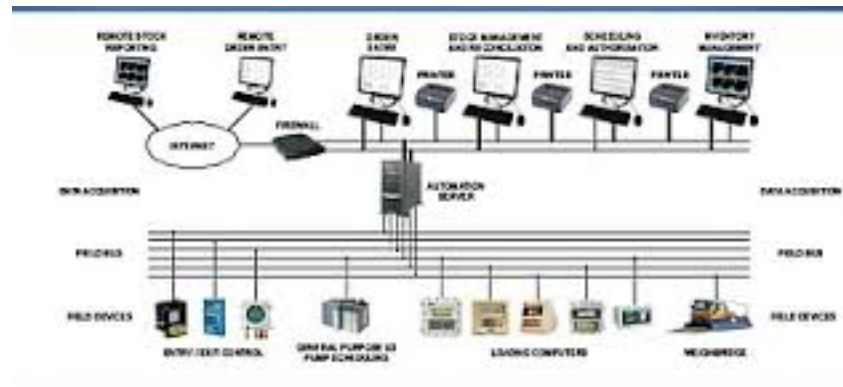 REMOTE STOCK
REPORTING
REMOTE
ORDER ENTRY
ORDER
ENTRY
STOCK MANAGEMENT
AND RECONCILIATION
SCHEDULING
AND AUTHORISATION
INVENTORY
MANAGEMENT
PRINTER
PRINTER
PRINTER
FIREWALL
INTERNET
DATA ACQUISITION
AUTOMATION
SERVER
DATA ACQUISITION
FIELD BUS
FIELD BUS
FIELD DEVICES
FIELD DEVICES
ENTRY / EXIT CONTROL
GENERAL PURPOSE I/O
PUMP SCHEDULING
LOADING COMPUTERS
WEIGHBRIDGE